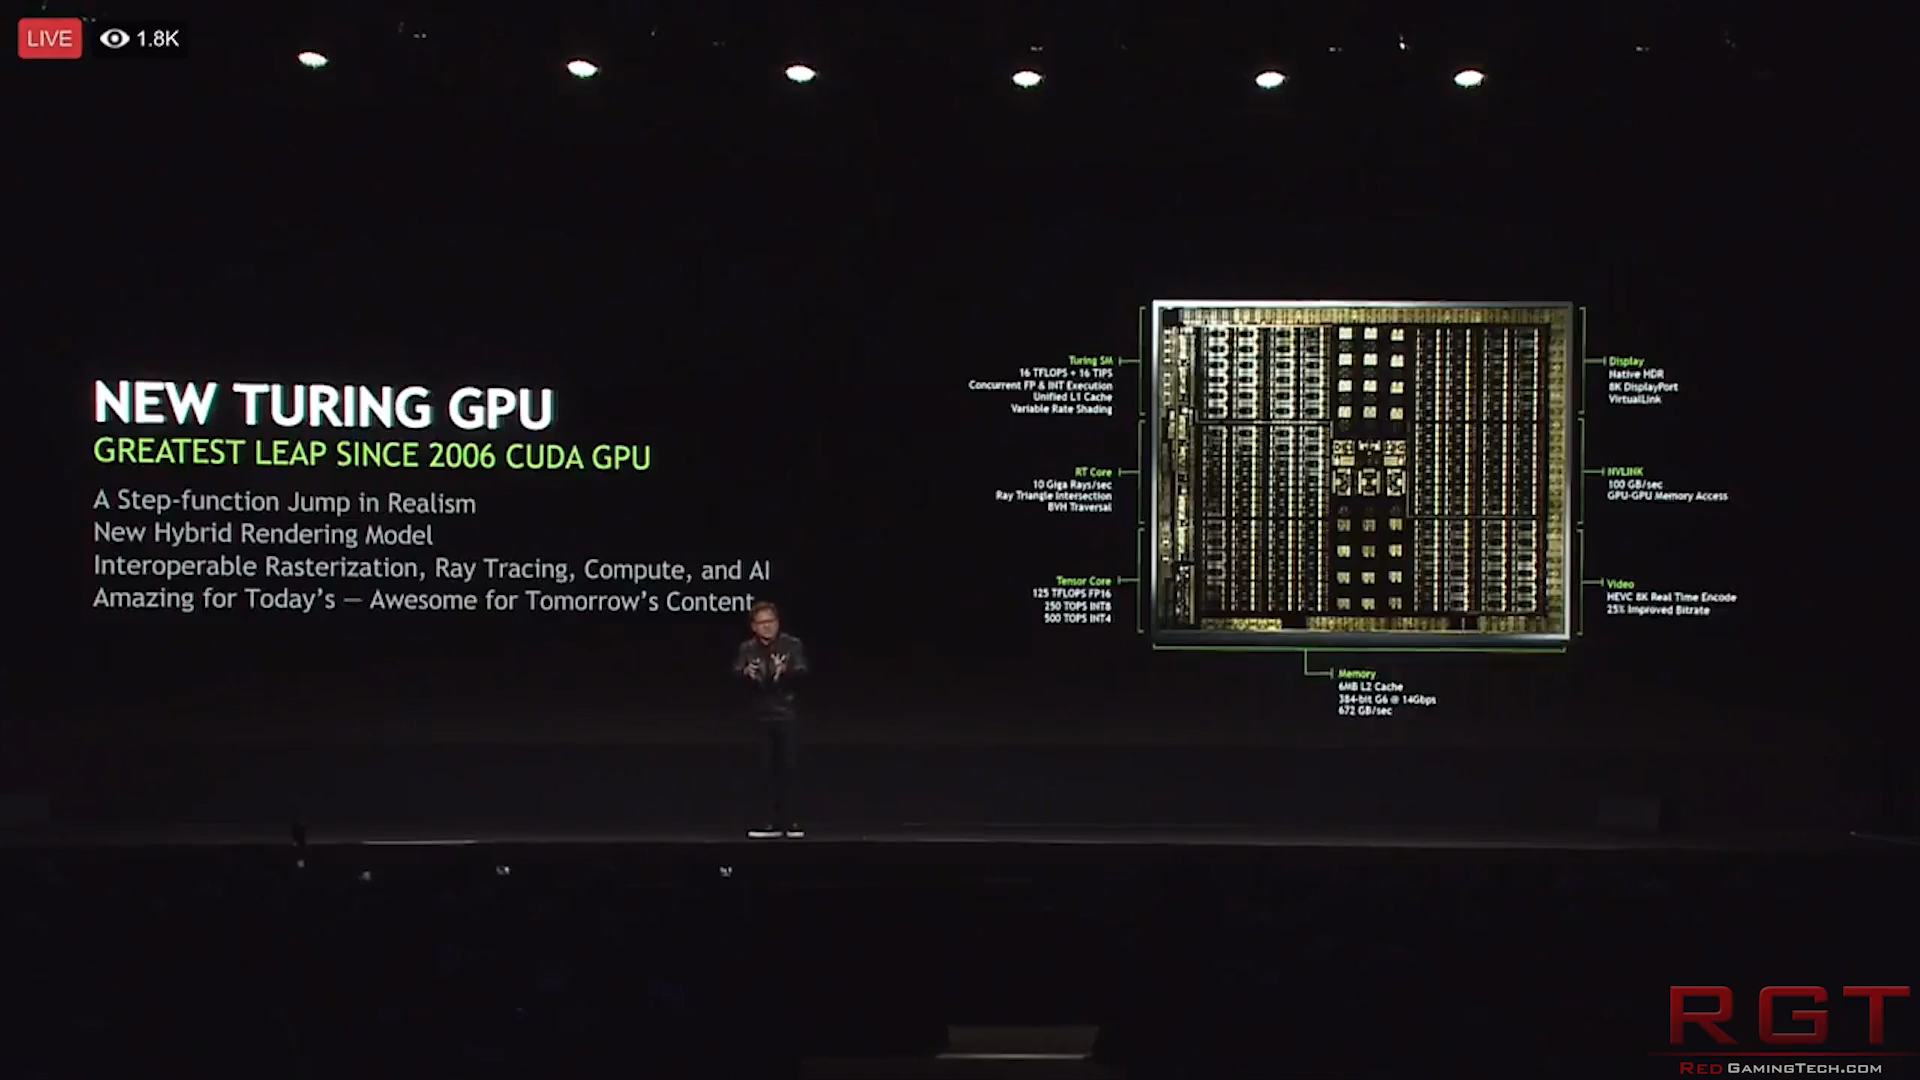 LIVE 1.8K
NEW TURING GPU
GREATEST LEAP SINCE 2006 CUDA GPU
A Step-function Jump in Realism
New Hybrid Rendering Model
Interoperable Rasterization, Ray Tracing, Compute, and AI
Amazing for Today's — Awesome for Tomorrow's Content
Turing SM
16 TFLOPS + 16 TIPS
Concurrent FP & INT Execution
Unified L1 Cache
Variable Rate Shading
RT Core
10 Giga Rays/sec
Ray Triangle Intersection
BVH Traversal
Tensor Core
125 TFLOPS FP16
250 TOPS INT8
500 TOPS INT4
Display
Native HDR
8K DisplayPort
VirtualLink
NVLINK
100 GB/sec
GPU-GPU Memory Access
Video
HEVC 8K Real Time Encode
25% Improved Bitrate
Memory
6MB L2 Cache
384-bit G6 @ 14Gbps
672 GB/sec
RGT
REDGAMINGTECH.COM